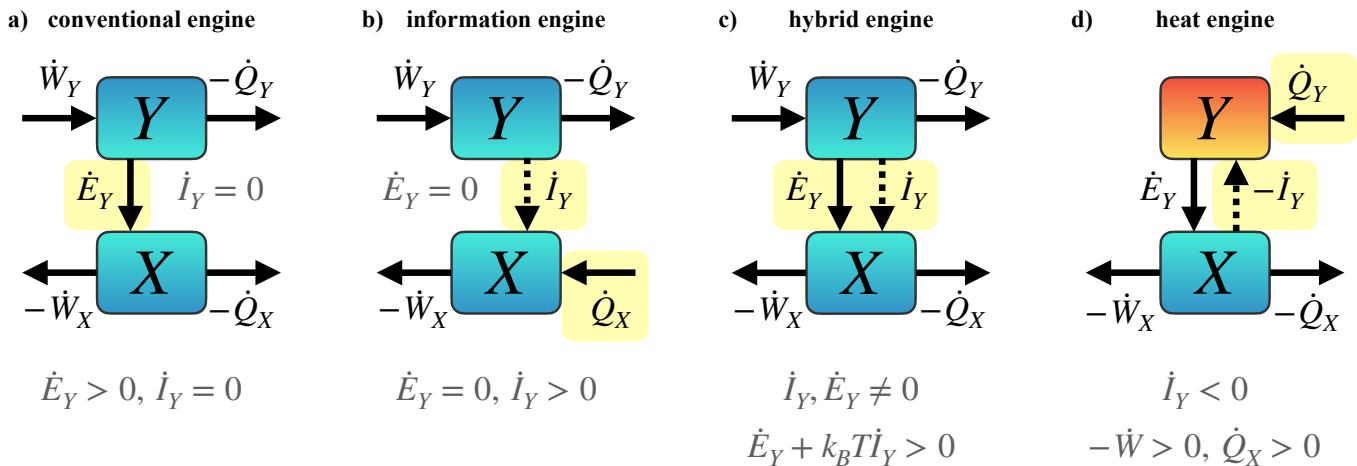 a) conventional engine
Ẇ_Y
−Q̇_Y
Y
Ė_Y
İ_Y = 0
X
−Ẇ_X
−Q̇_X
Ė_Y > 0, İ_Y = 0
b) information engine
Ẇ_Y
−Q̇_Y
Y
Ė_Y = 0
İ_Y
X
−Ẇ_X
Q̇_X
Ė_Y = 0, İ_Y > 0
c) hybrid engine
Ẇ_Y
−Q̇_Y
Y
Ė_Y
İ_Y
X
−Ẇ_X
−Q̇_X
İ_Y, Ė_Y ≠ 0
Ė_Y + k_B T İ_Y > 0
d) heat engine
Y
Q̇_Y
Ė_Y
−İ_Y
X
−Ẇ_X
−Q̇_X
İ_Y < 0
−Ẇ > 0, Q̇_X > 0